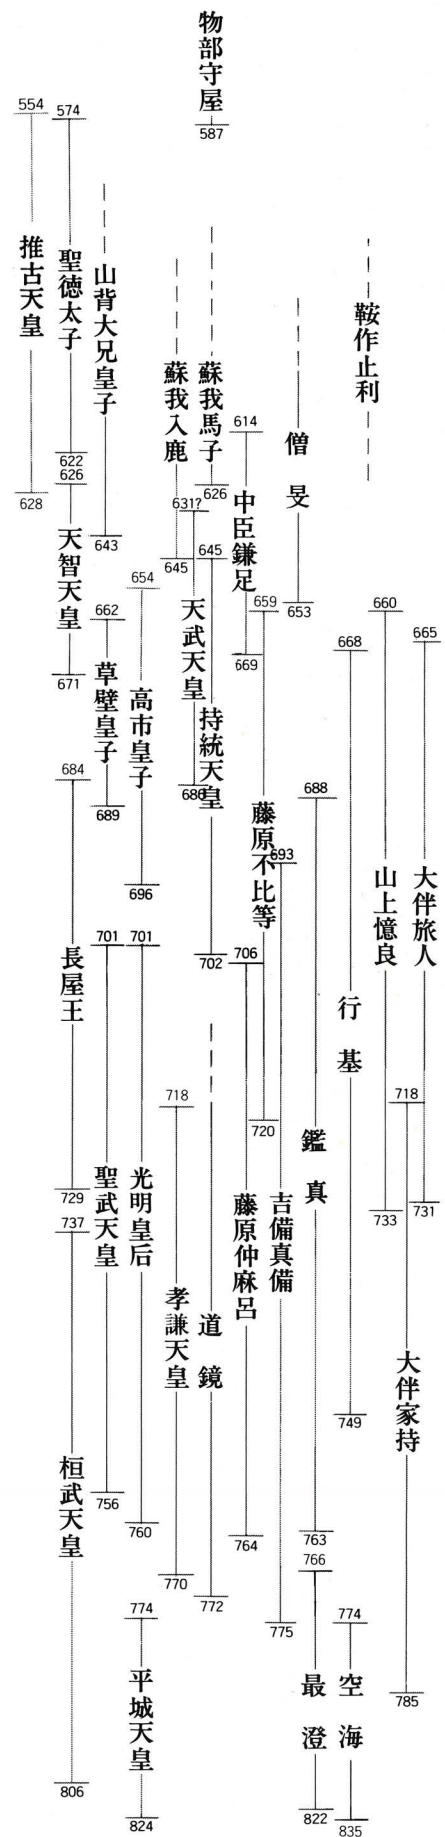 物部守屋
587
554
推古天皇
628
574
聖徳太子
622
山背大兄皇子
643
蘇我入鹿
645
蘇我馬子
626
614
中臣鎌足
669
僧旻
653
鞍作止利
626
天智天皇
671
662
草壁皇子
689
654
高市皇子
696
631?
天武天皇
686
645
持統天皇
702
659
藤原不比等
720
668
行基
749
660
山上憶良
733
665
大伴旅人
731
684
長屋王
729
701
聖武天皇
756
701
光明皇后
760
718
孝謙天皇
770
道鏡
772
706
藤原仲麻呂
764
693
吉備真備
775
688
鑑真
763
718
大伴家持
785
737
桓武天皇
806
774
平城天皇
824
766
最澄
822
774
空海
835